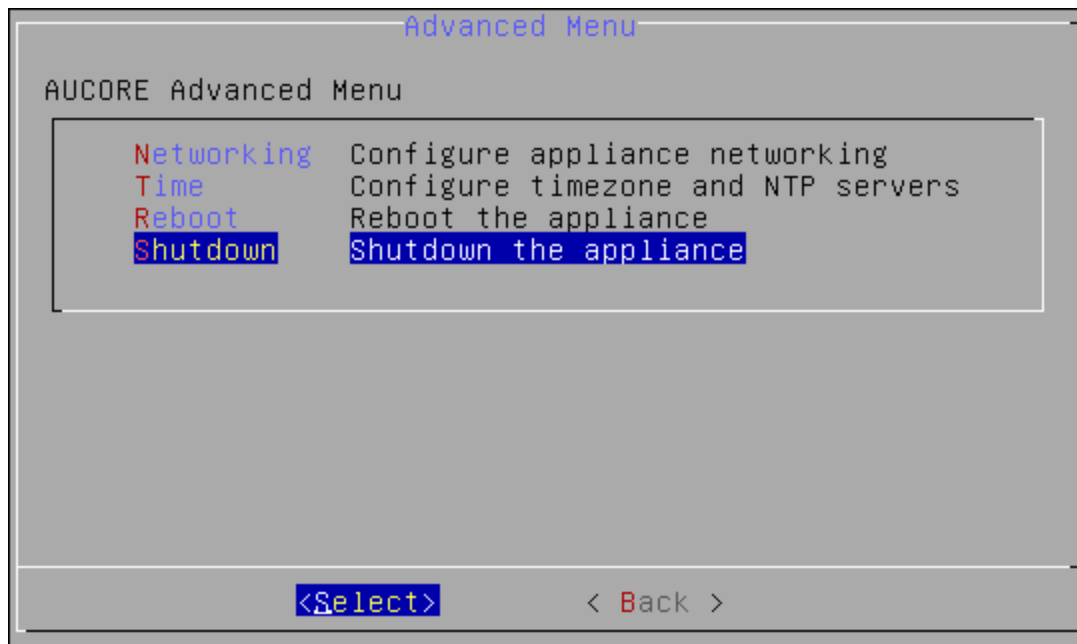 Advanced Menu
AUCORE Advanced Menu
Networking Configure appliance networking
Time Configure timezone and NTP servers
Reboot Reboot the appliance
Shutdown Shutdown the appliance
<Select> < Back >